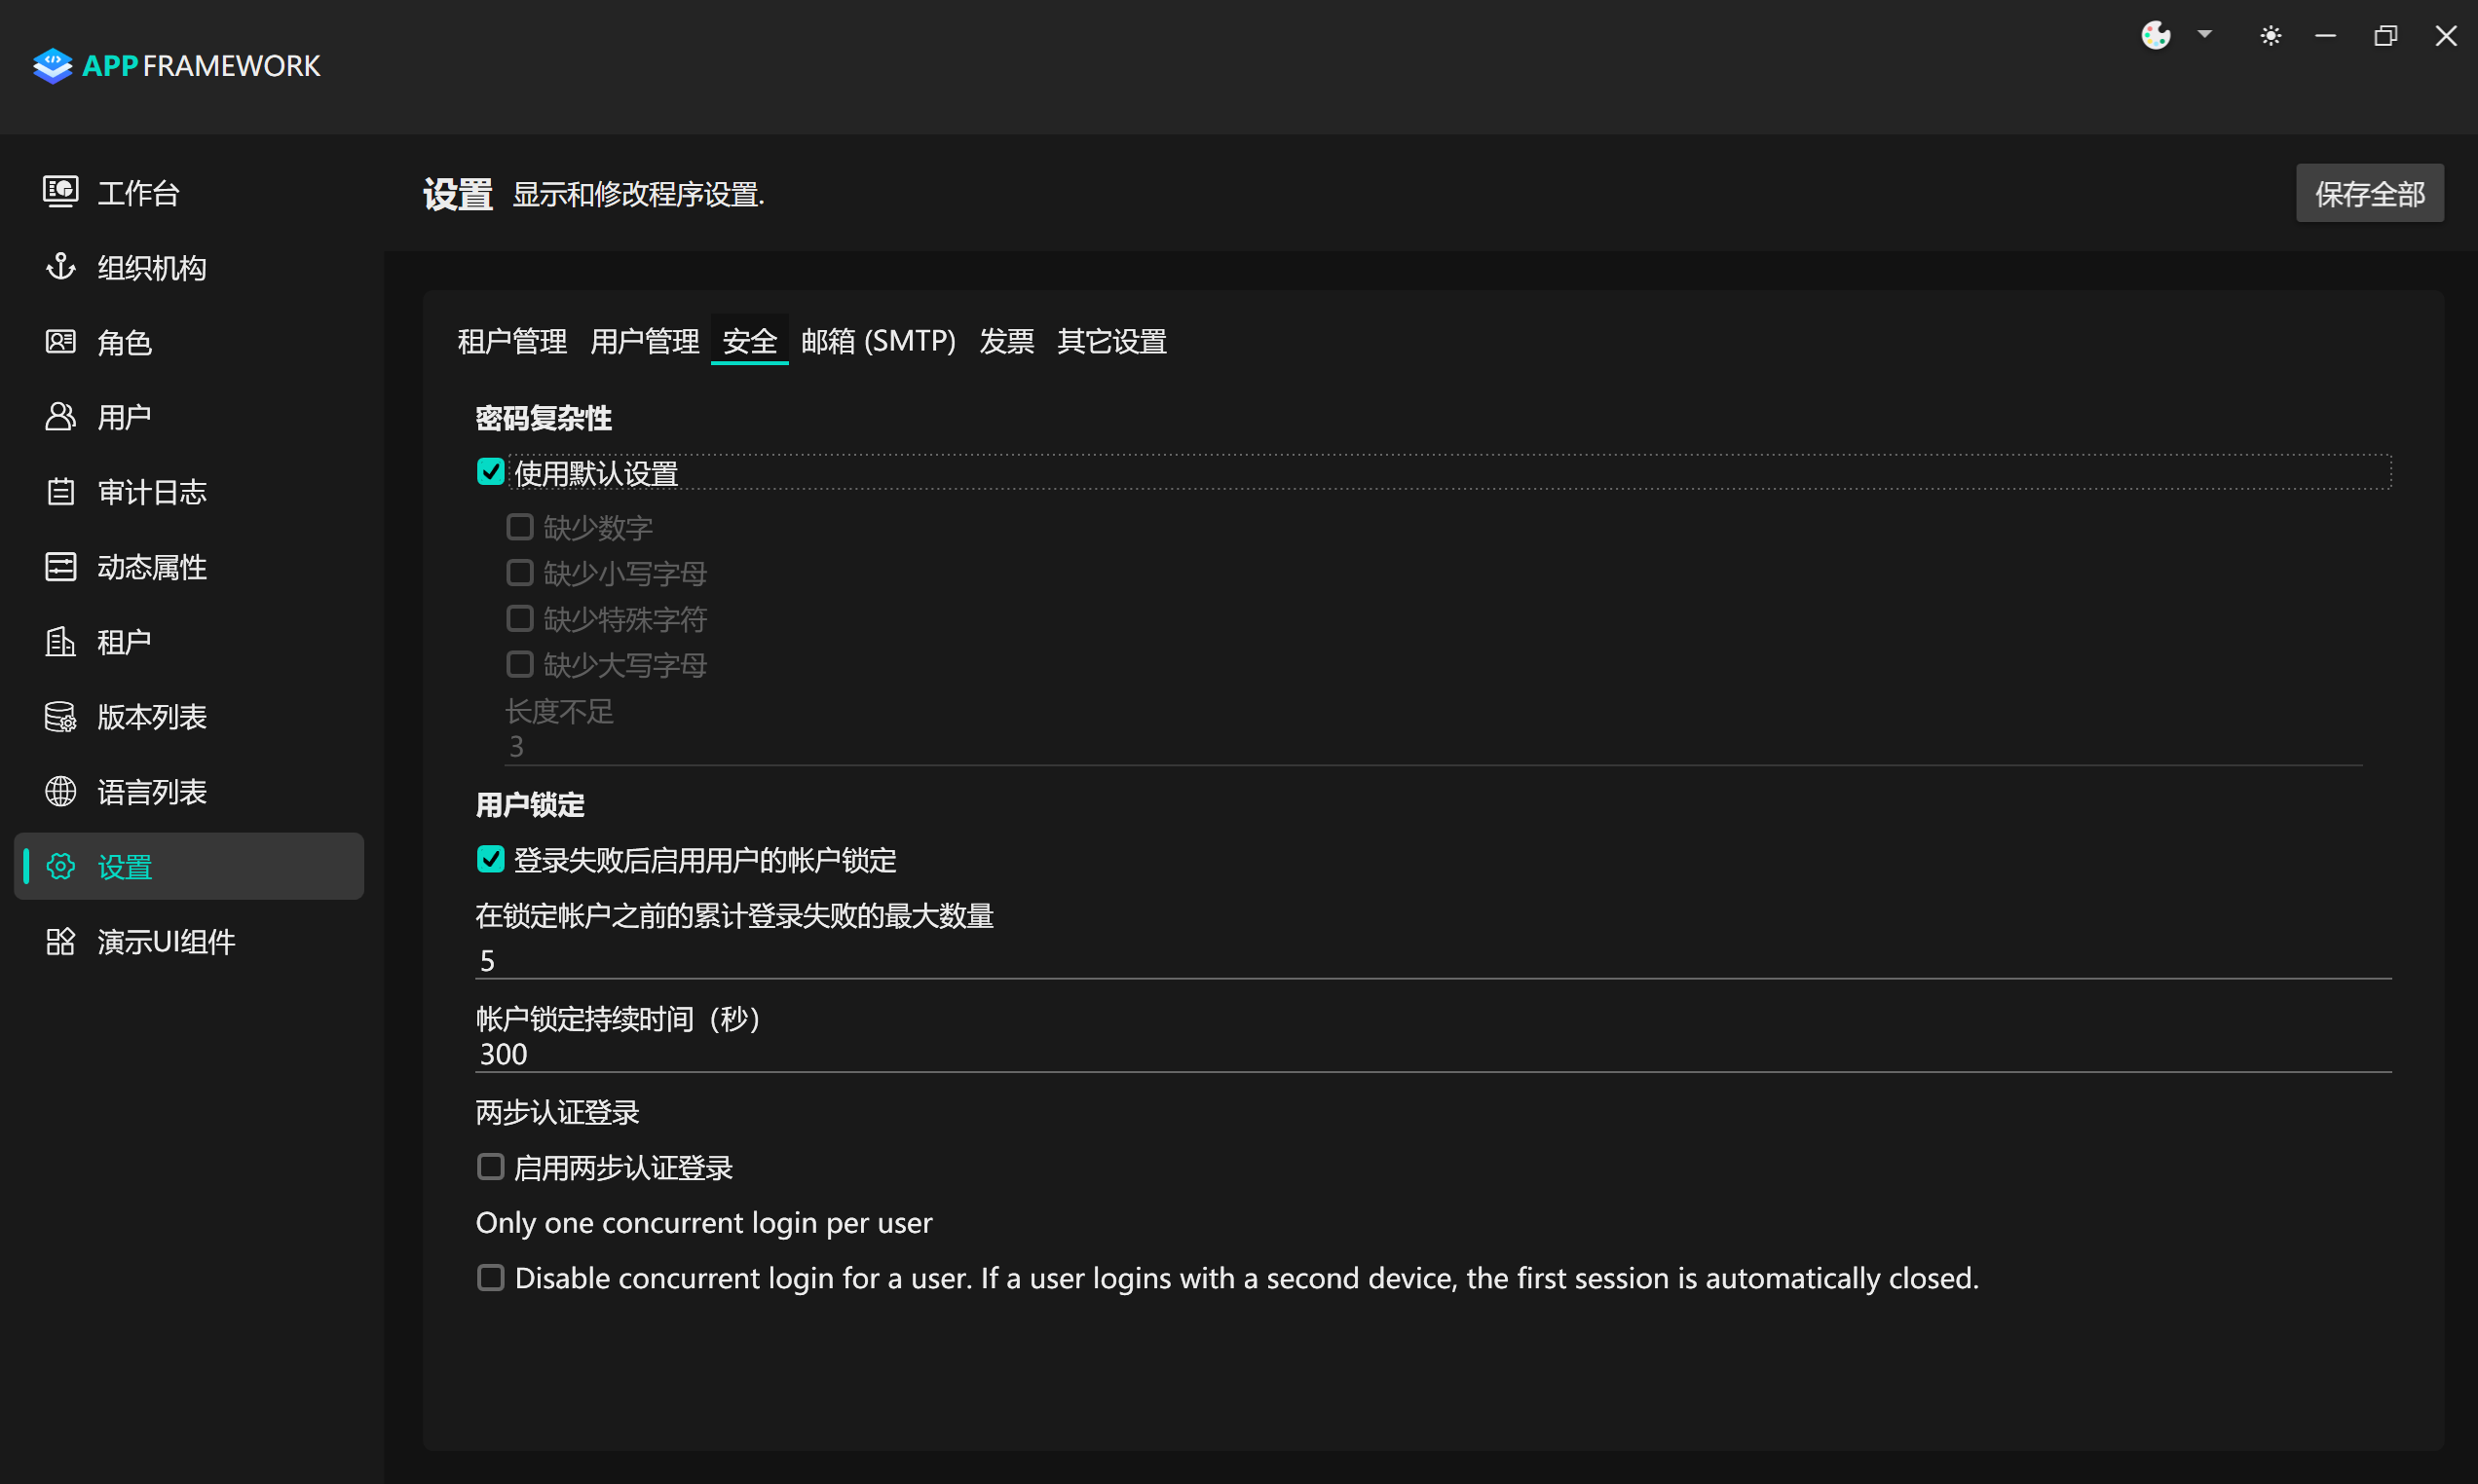 APP FRAMEWORK
工作台
组织机构
角色
用户
审计日志
动态属性
租户
版本列表
语言列表
设置
演示UI组件
设置 显示和修改程序设置.
保存全部
租户管理 用户管理 安全 邮箱 (SMTP) 发票 其它设置
密码复杂性
使用默认设置
缺少数字
缺少小写字母
缺少特殊字符
缺少大写字母
长度不足
3
用户锁定
登录失败后启用用户的帐户锁定
在锁定帐户之前的累计登录失败的最大数量
5
帐户锁定持续时间（秒）
300
两步认证登录
启用两步认证登录
Only one concurrent login per user
Disable concurrent login for a user. If a user logins with a second device, the first session is automatically closed.